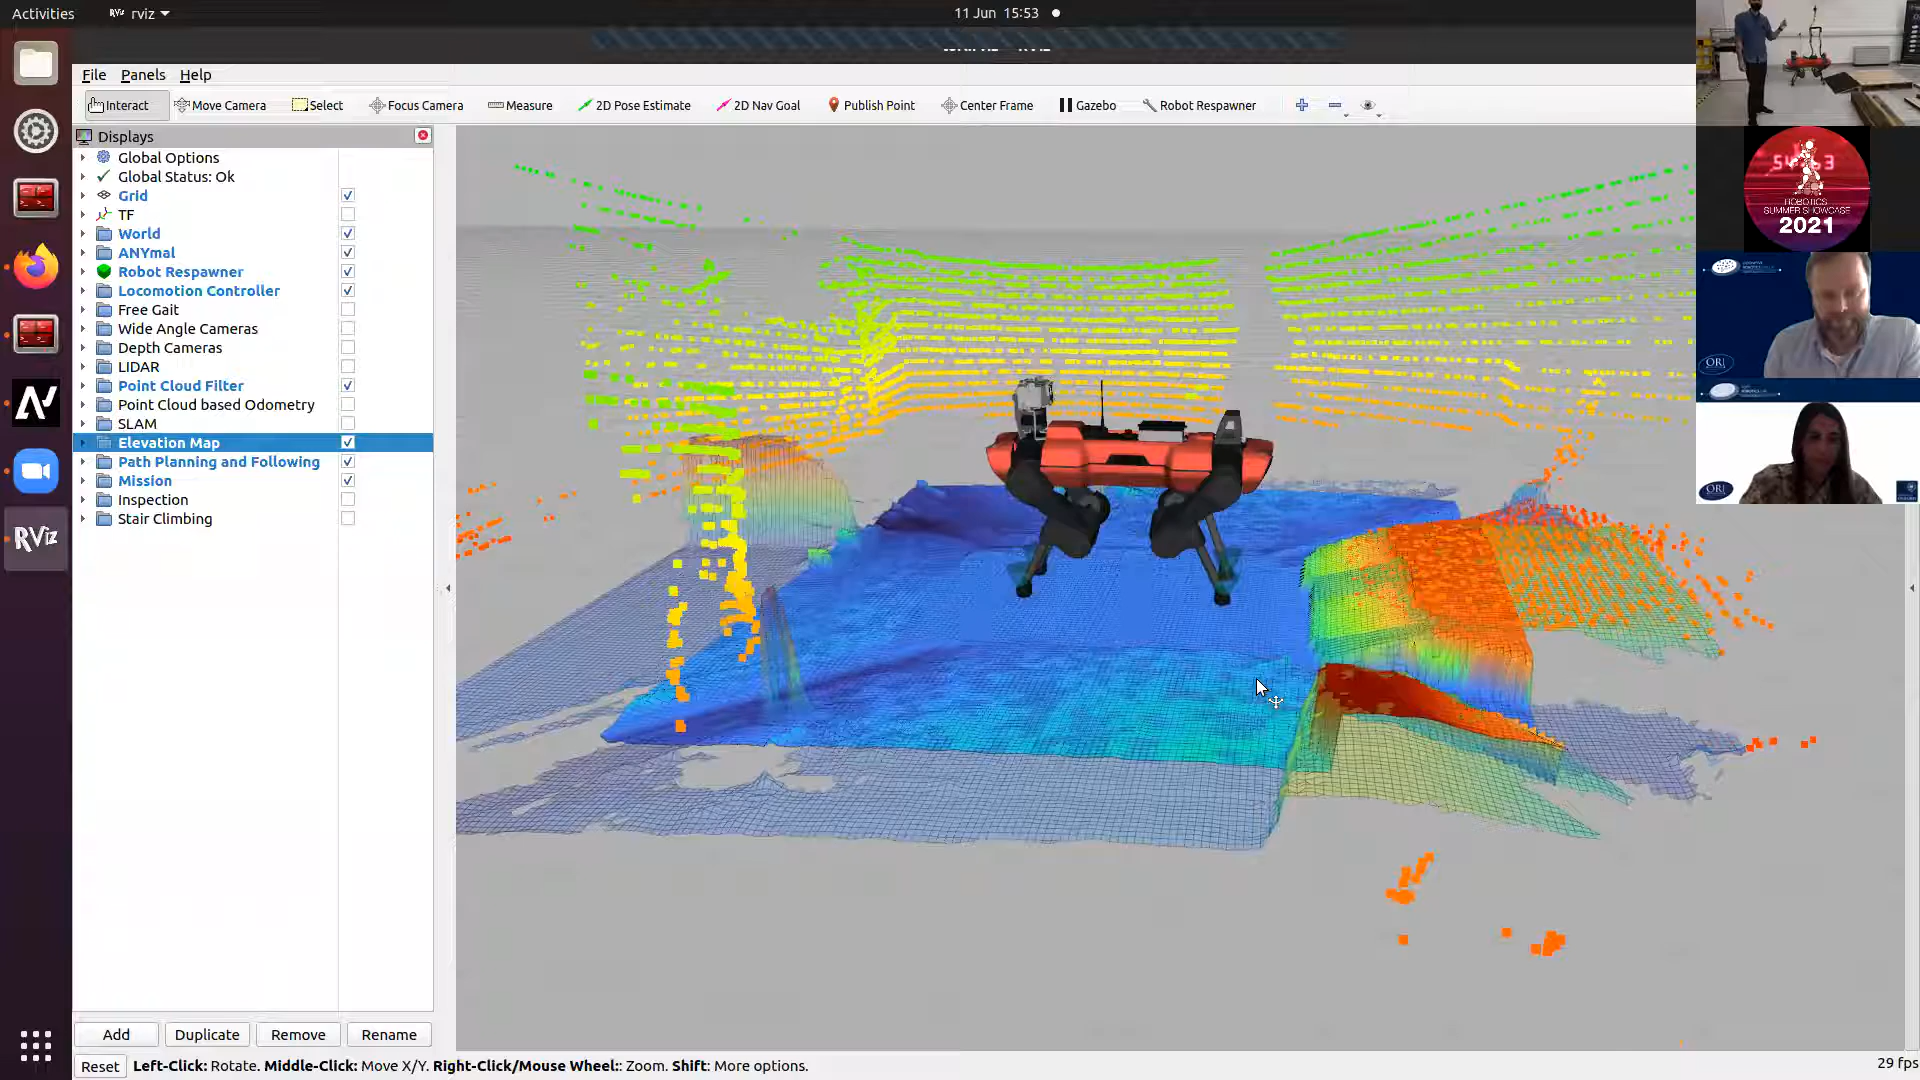 Activities
RViz rviz
11 Jun 15:53
File Panels Help
Interact Move Camera Select Focus Camera Measure 2D Pose Estimate 2D Nav Goal Publish Point Center Frame Gazebo Robot Respawner
Displays
Global Options
Global Status: Ok
Grid
TF
World
ANYmal
Robot Respawner
Locomotion Controller
Free Gait
Wide Angle Cameras
Depth Cameras
LIDAR
Point Cloud Filter
Point Cloud based Odometry
SLAM
Elevation Map
Path Planning and Following
Mission
Inspection
Stair Climbing
RViz
ROBOTICS
SUMMER SHOWCASE
2021
ORI
ORI
Add Duplicate Remove Rename
Reset Left-Click: Rotate. Middle-Click: Move X/Y. Right-Click/Mouse Wheel:: Zoom. Shift: More options.
29 fps